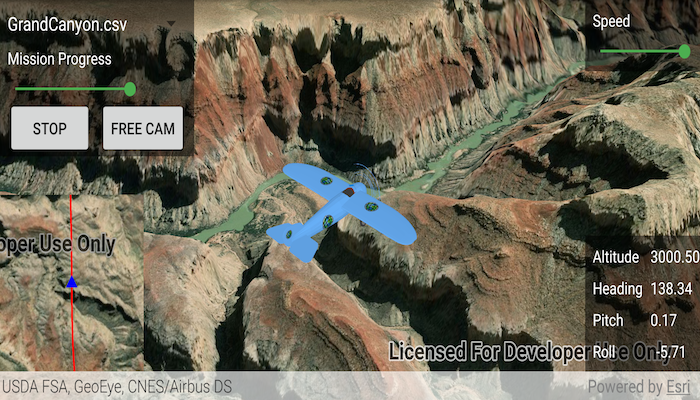 GrandCanyon.csv
Mission Progress
STOP
FREE CAM
Speed
oper Use Only
Altitude 3000.50
Heading 138.34
Pitch 0.17
Roll -5.71
Licensed For Developer Use Only
USDA FSA, GeoEye, CNES/Airbus DS
Powered by Esri